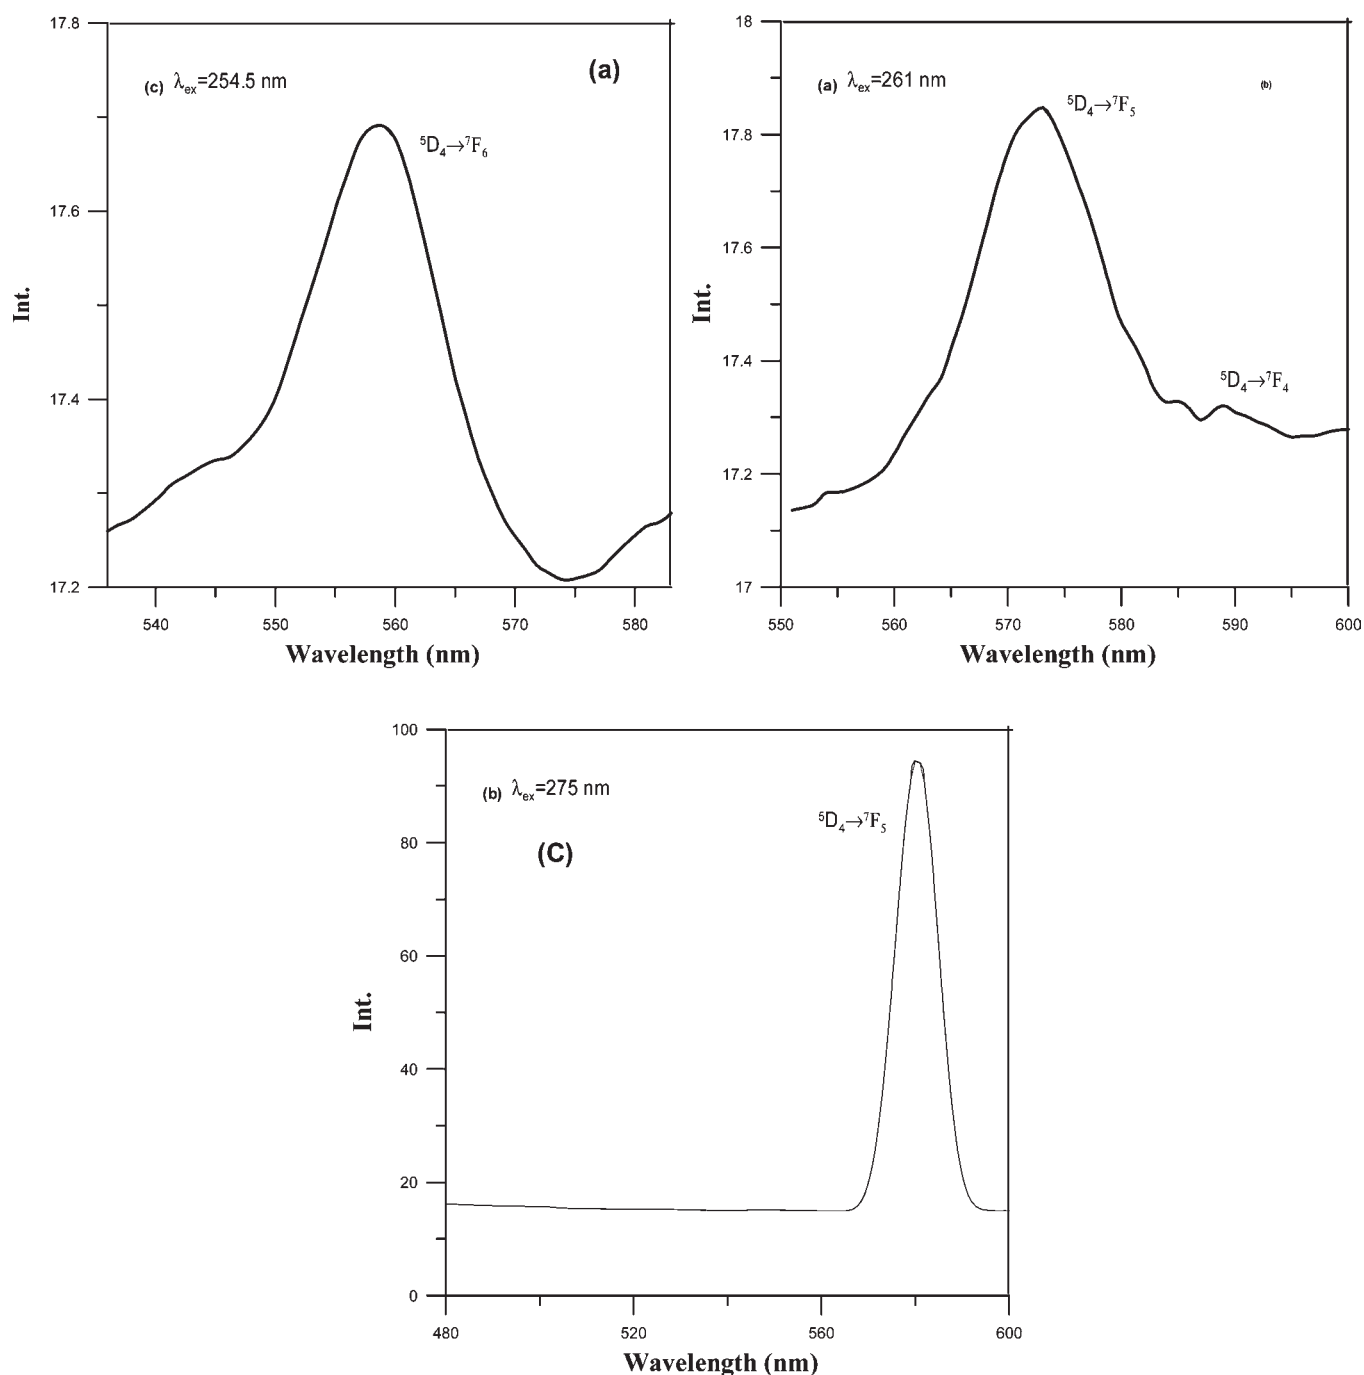 17.8
(c) λex=254.5 nm
(a)
⁵D₄→⁷F₆
17.6
Int.
17.4
17.2
540 550 560 570 580
Wavelength (nm)
18
(a) λex=261 nm
(b)
⁵D₄→⁷F₅
17.8
17.6
Int.
17.4
⁵D₄→⁷F₄
17.2
17
550 560 570 580 590 600
Wavelength (nm)
100
(b) λex=275 nm
⁵D₄→⁷F₅
80
(C)
60
Int.
40
20
0
480 520 560 600
Wavelength (nm)